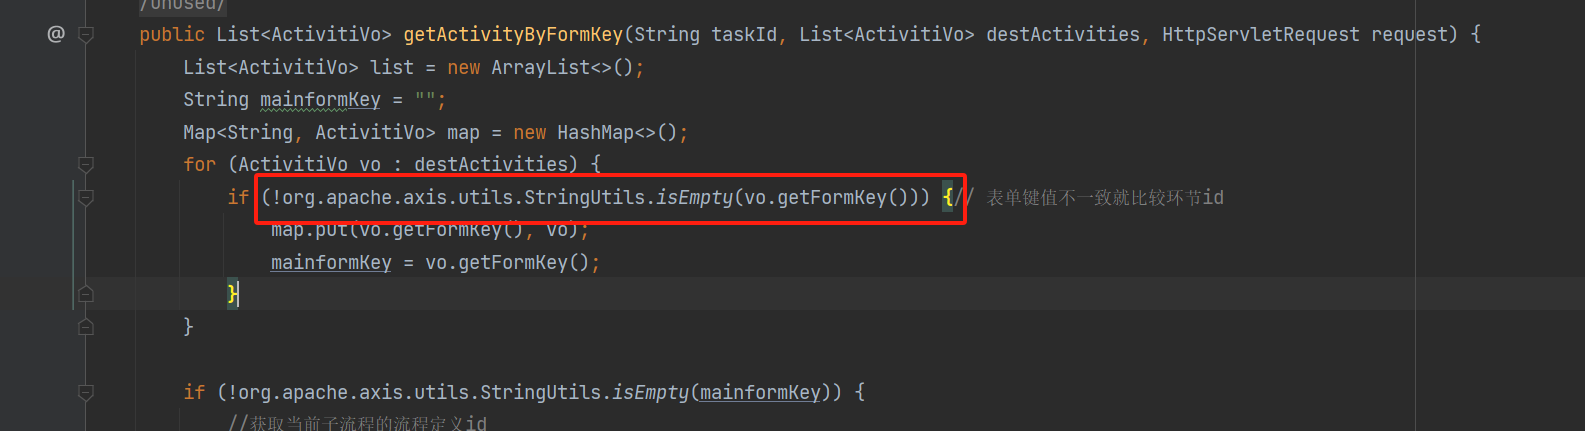 /Unused/
@ public List<ActivitiVo> getActivityByFormKey(String taskId, List<ActivitiVo> destActivities, HttpServletRequest request) {
List<ActivitiVo> list = new ArrayList<>();
String mainformKey = "";
Map<String, ActivitiVo> map = new HashMap<>();
for (ActivitiVo vo : destActivities) {
if (!org.apache.axis.utils.StringUtils.isEmpty(vo.getFormKey())) {// 表单键值不一致就比较环节id
map.put(vo.getFormKey(), vo);
mainformKey = vo.getFormKey();
}
}
if (!org.apache.axis.utils.StringUtils.isEmpty(mainformKey)) {
//获取当前子流程的流程定义id